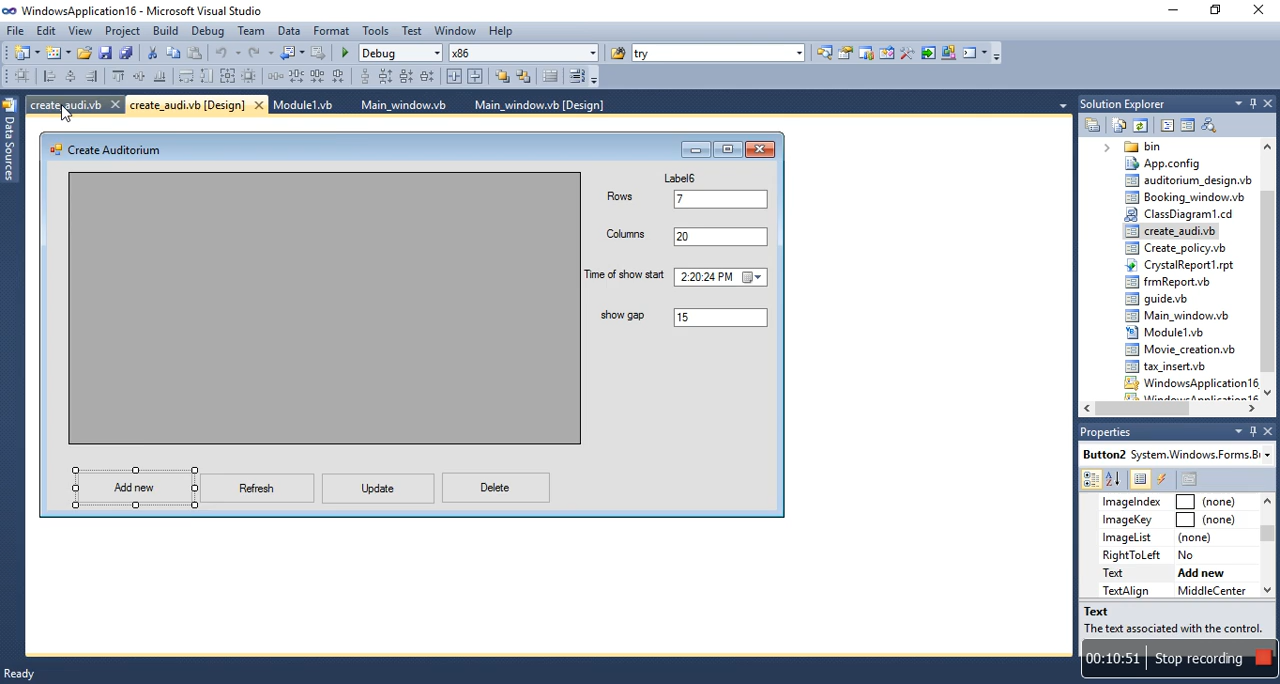 WindowsApplication16 - Microsoft Visual Studio
File Edit View Project Build Debug Team Data Format Tools Test Window Help
Debug x86 try
create_audi.vb create_audi.vb [Design] Module1.vb Main_window.vb Main_window.vb [Design]
Data Sources
Create Auditorium
Label6
Rows 7
Columns 20
Time of show start 2:20:24 PM
show gap 15
Add new Refresh Update Delete
Solution Explorer
bin
App.config
auditorium_design.vb
Booking_window.vb
ClassDiagram1.cd
create_audi.vb
Create_policy.vb
CrystalReport1.rpt
frmReport.vb
guide.vb
Main_window.vb
Module1.vb
Movie_creation.vb
tax_insert.vb
WindowsApplication16
WindowsApplication16
Properties
Button2 System.Windows.Forms.B
ImageIndex (none)
ImageKey (none)
ImageList (none)
RightToLeft No
Text Add new
TextAlign MiddleCenter
Text
The text associated with the control.
00:10:51 Stop recording
Ready